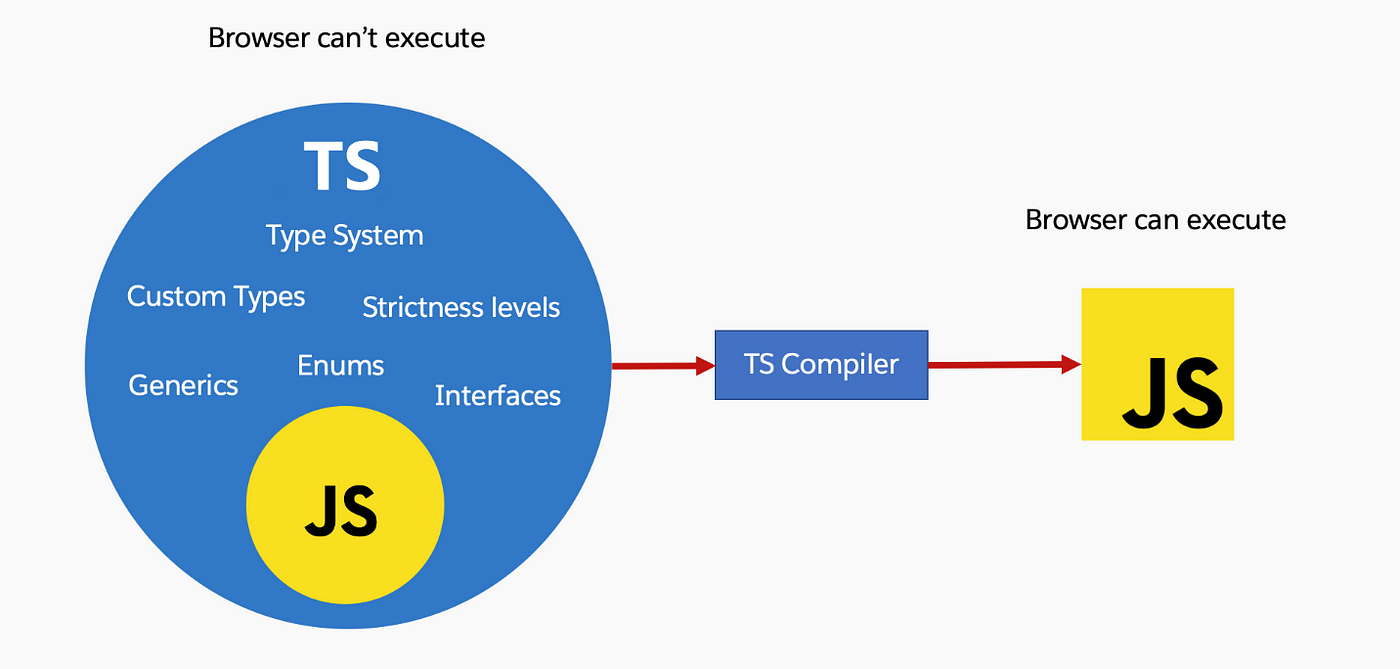 Browser can’t execute
TS
Type System
Custom Types
Strictness levels
Enums
Generics
Interfaces
JS
TS Compiler
Browser can execute
JS